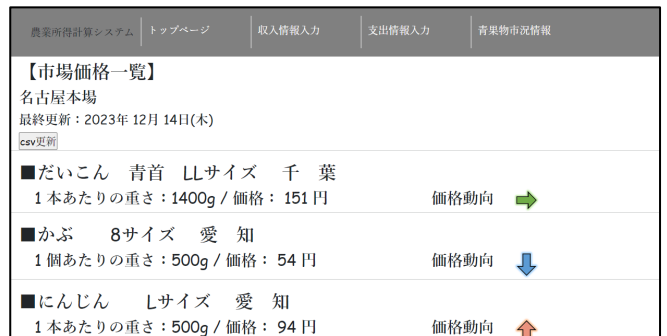 農業所得計算システム トップページ 収入情報入力 支出情報入力 青果物市況情報
【市場価格一覧】
名古屋本場
最終更新：2023年 12月 14日(木)
csv更新
■だいこん　青首　LLサイズ　千　葉
1本あたりの重さ：1400g / 価格： 151 円　価格動向
■かぶ　　8サイズ　愛　知
1個あたりの重さ：500g / 価格： 54 円　価格動向
■にんじん　　Lサイズ　愛　知
1本あたりの重さ：500g / 価格： 94 円　価格動向